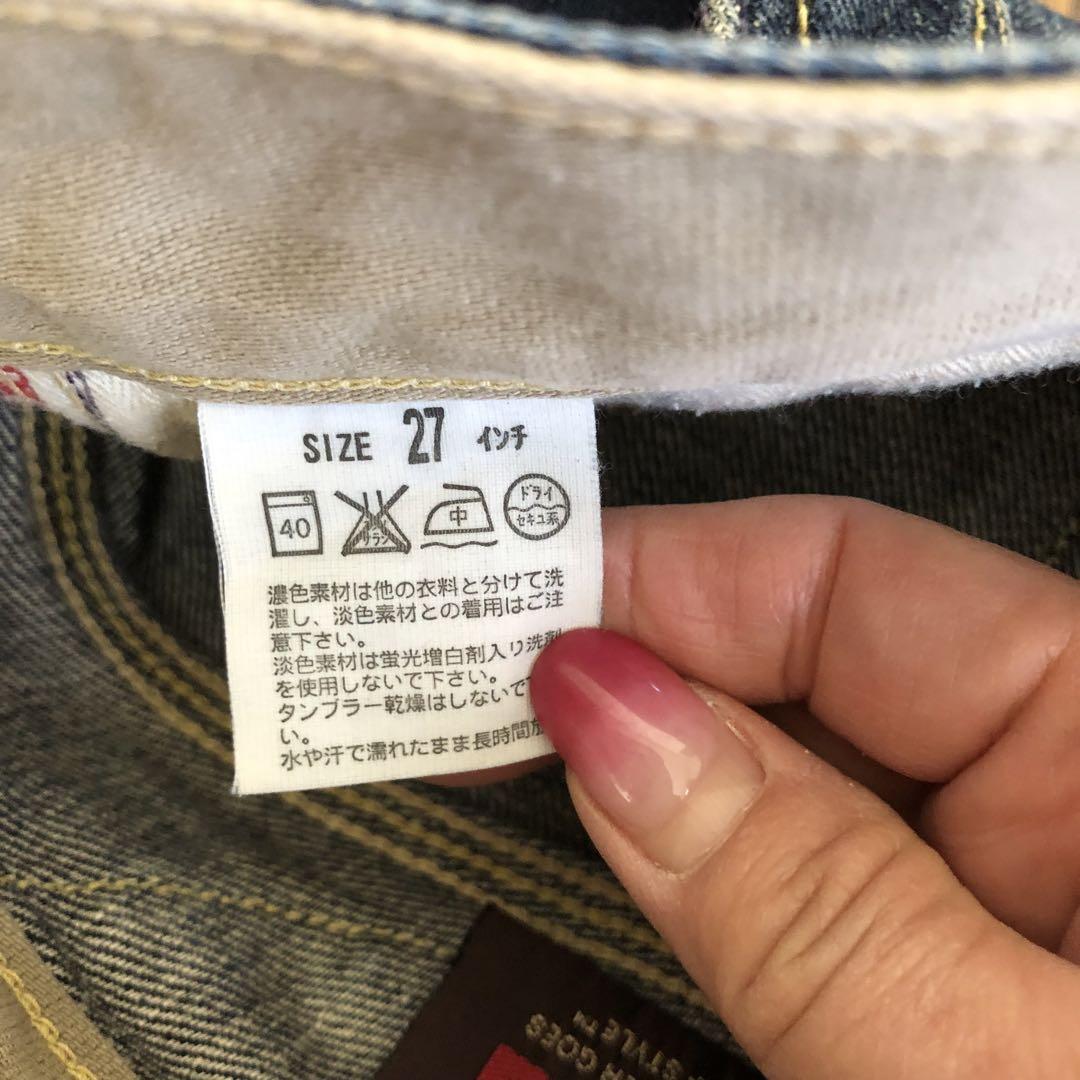 SIZE 27 インチ
40 中 ドライ セキユ系
濃色素材は他の衣料と分けて洗
濯し、淡色素材との着用はご注
意下さい。
淡色素材は蛍光増白剤入り洗剤
を使用しないで下さい。
タンブラー乾燥はしないで
い。
水や汗で濡れたまま長時間放
GOES
STYLE™